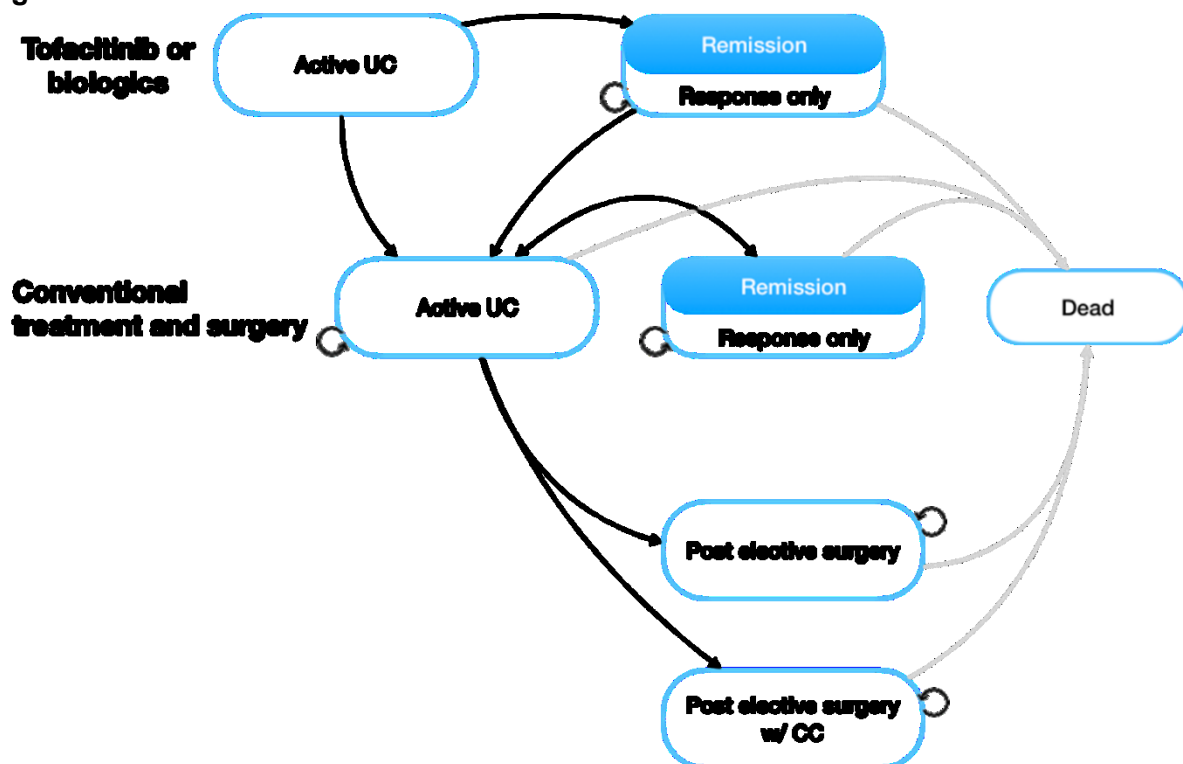 Tofacitinib or
biologics
Active UC
Remission
Response only
Conventional
treatment and surgery
Active UC
Remission
Response only
Dead
Post elective surgery
Post elective surgery
w/ CC